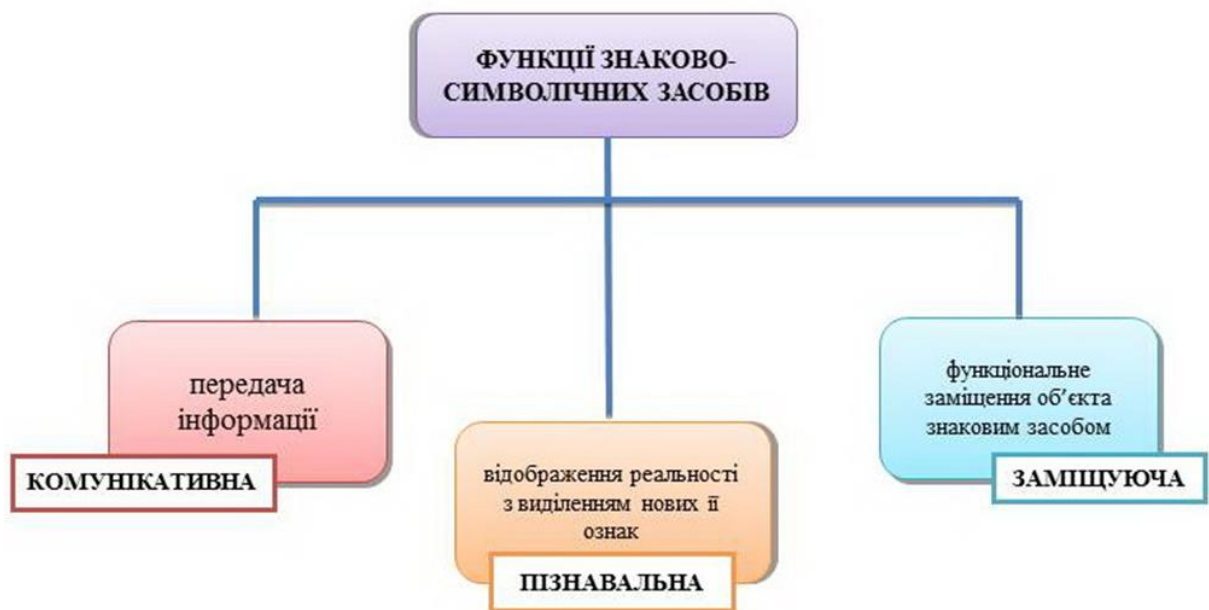 ФУНКЦІЇ ЗНАКОВО-
СИМВОЛІЧНИХ ЗАСОБІВ
передача
інформації
КОМУНІКАТИВНА
відображення реальності
з виділенням нових її
ознак
ПІЗНАВАЛЬНА
функціональне
заміщення об’єкта
знаковим засобом
ЗАМІЩУЮЧА